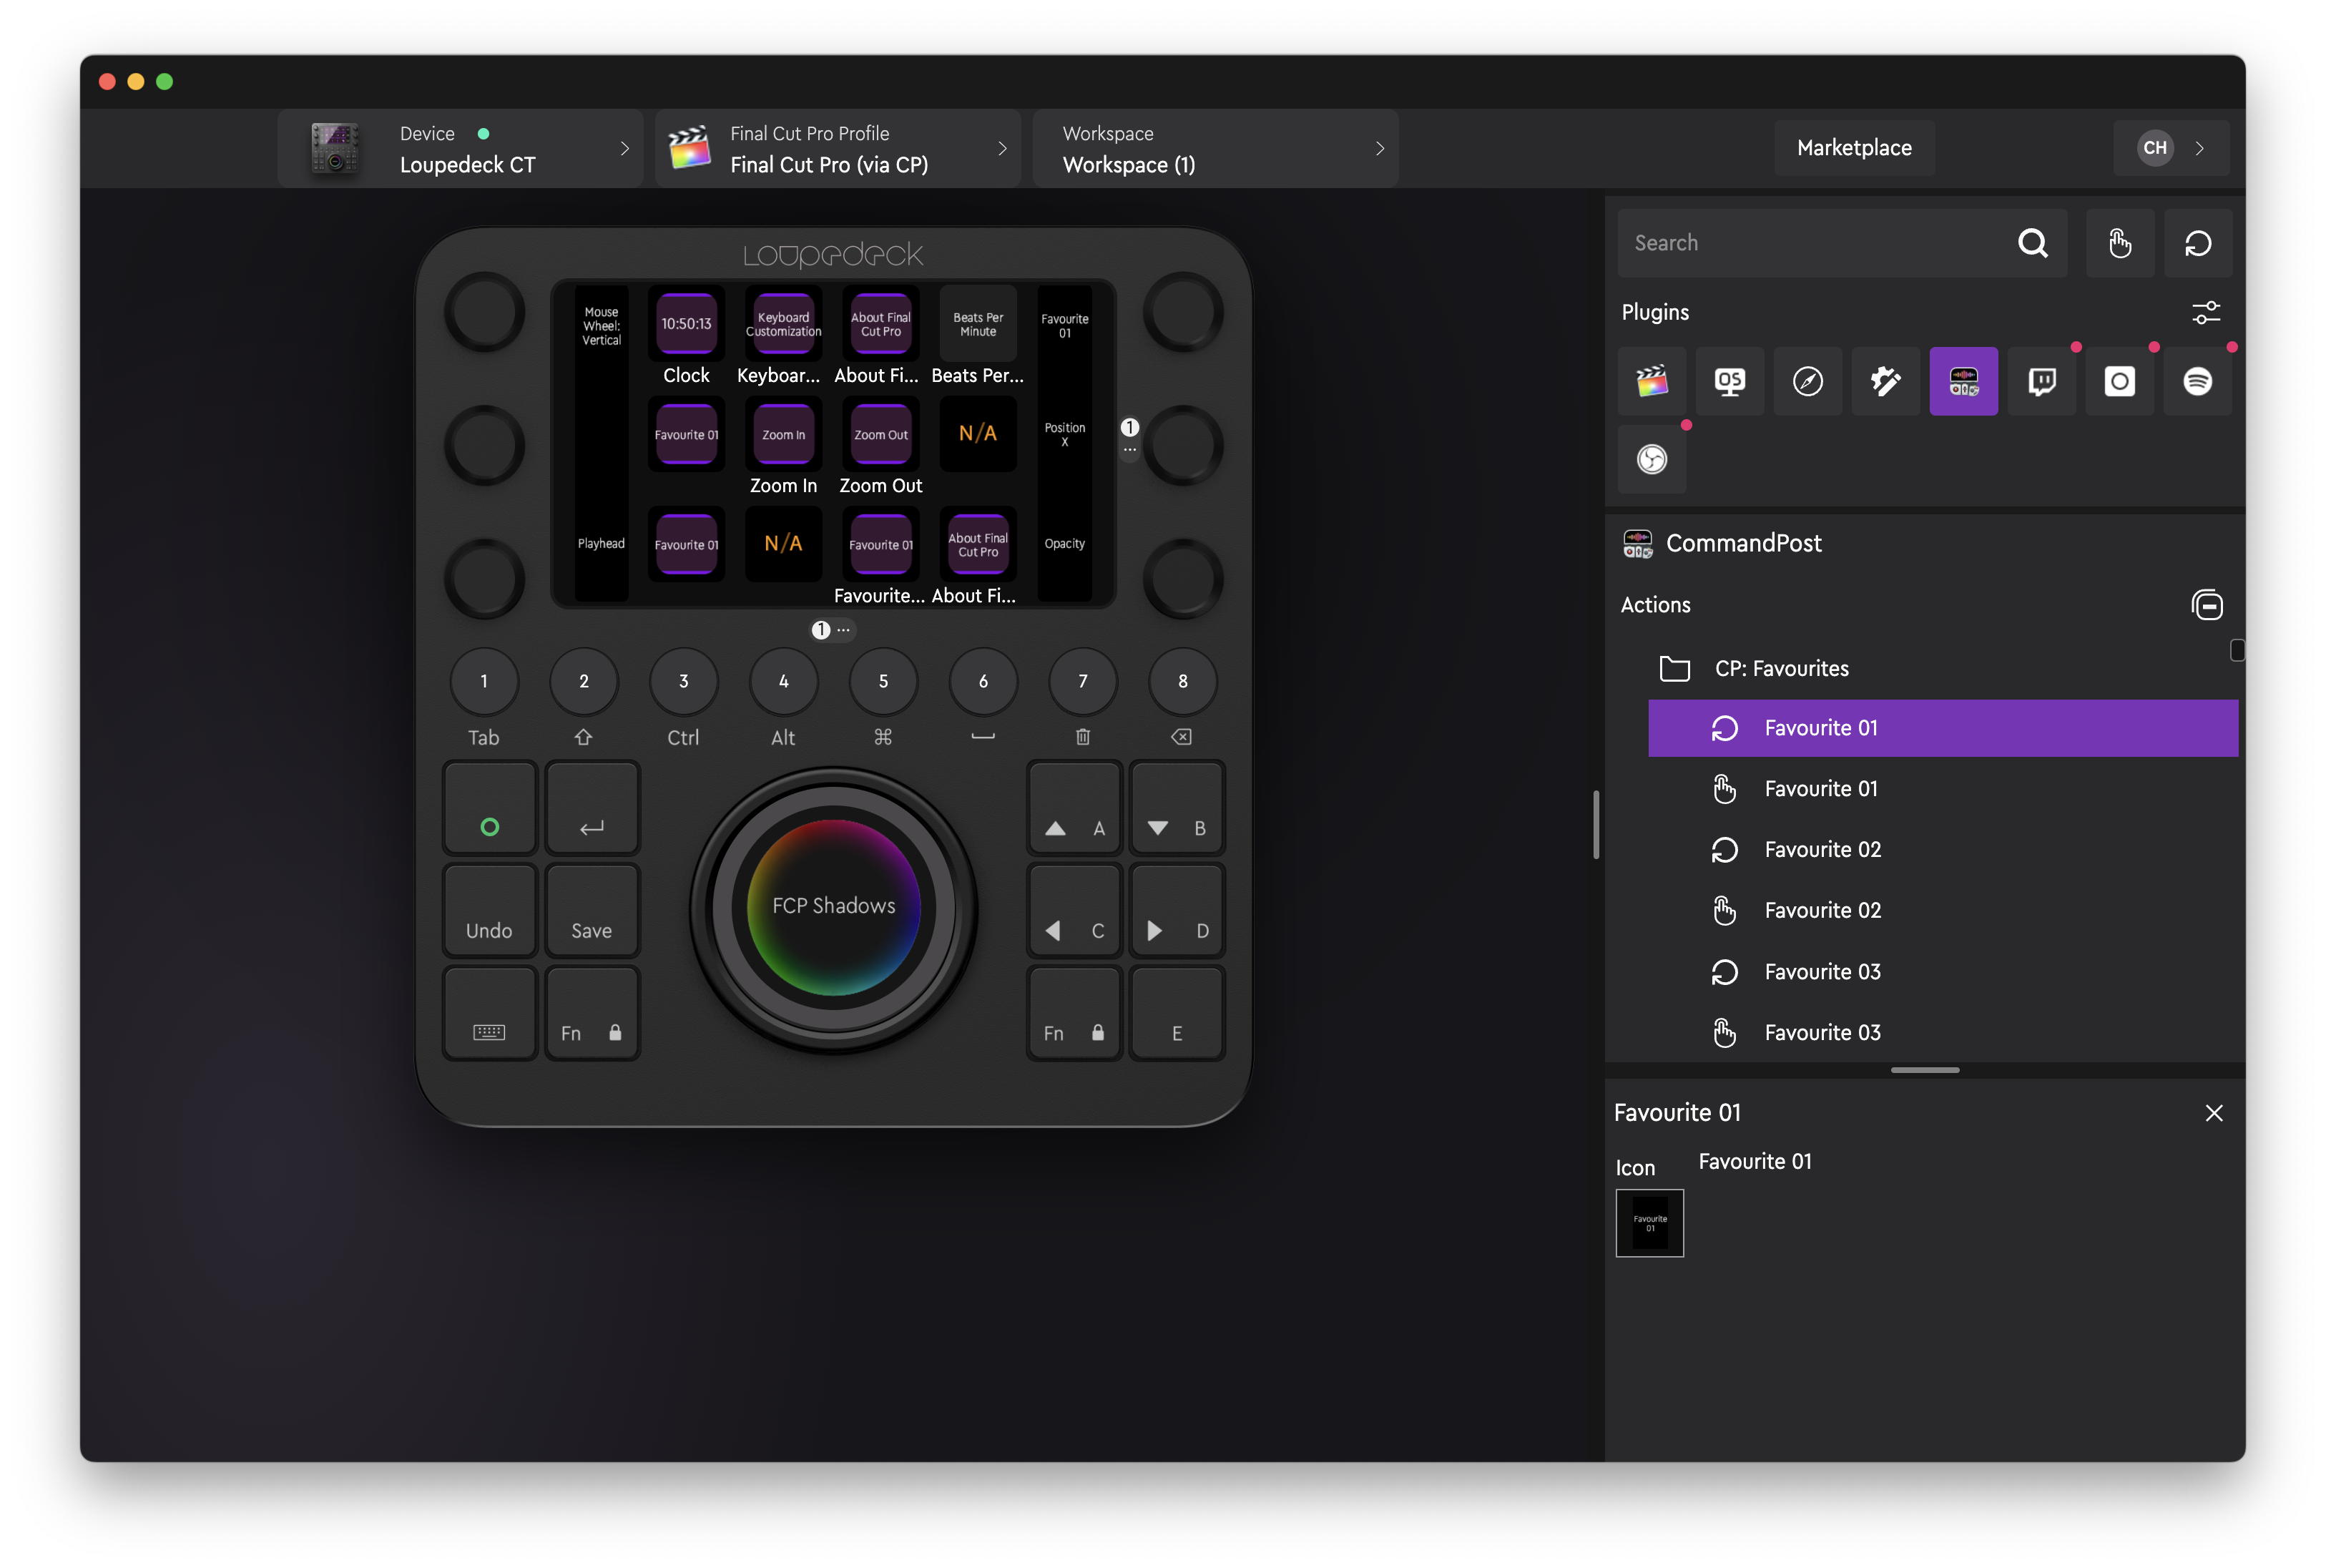 Device
Loupedeck CT
Final Cut Pro Profile
Final Cut Pro (via CP)
Workspace
Workspace (1)
Marketplace
CH
Loupedeck
Mouse
Wheel:
Vertical
10:50:13
Keyboard
Customization
About Final
Cut Pro
Beats Per
Minute
Favourite
01
Clock
Keyboar...
About Fi...
Beats Per...
Favourite 01
Zoom In
Zoom Out
N/A
Position
X
1
...
Zoom In
Zoom Out
Playhead
Favourite 01
N/A
Favourite 01
About Final
Cut Pro
Opacity
Favourite...
About Fi...
1 ...
1
2
3
4
5
6
7
8
Tab
Ctrl
Alt
⌘
A
B
Undo
Save
FCP Shadows
C
D
Fn
Fn
E
Search
Plugins
OS
CommandPost
Actions
CP: Favourites
Favourite 01
Favourite 01
Favourite 02
Favourite 02
Favourite 03
Favourite 03
Favourite 01
Icon
Favourite 01
Favourite
01